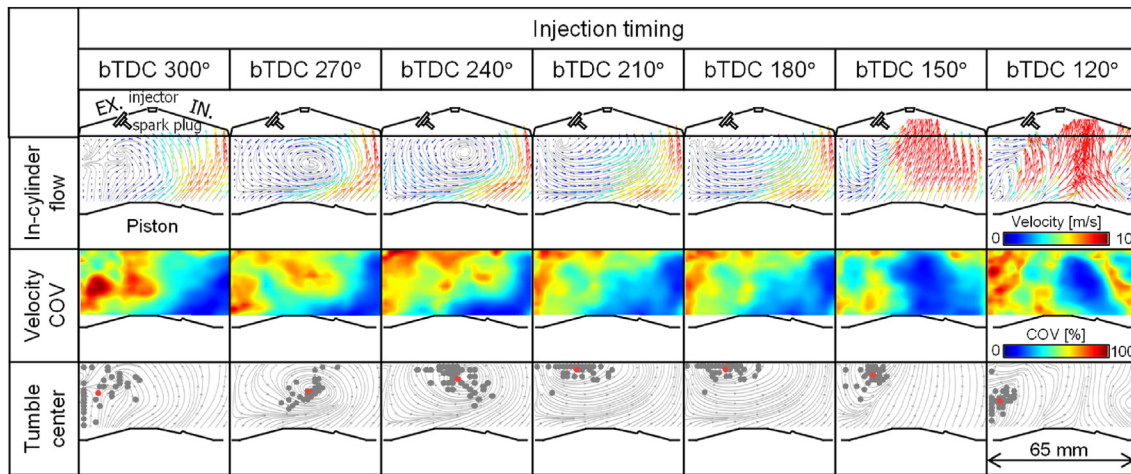 Injection timing
bTDC 300° bTDC 270° bTDC 240° bTDC 210° bTDC 180° bTDC 150° bTDC 120°
EX. injector IN.
spark plug
In-cylinder
flow
Piston
Velocity [m/s]
0 10
Velocity
COV
COV [%]
0 100
Tumble
center
65 mm